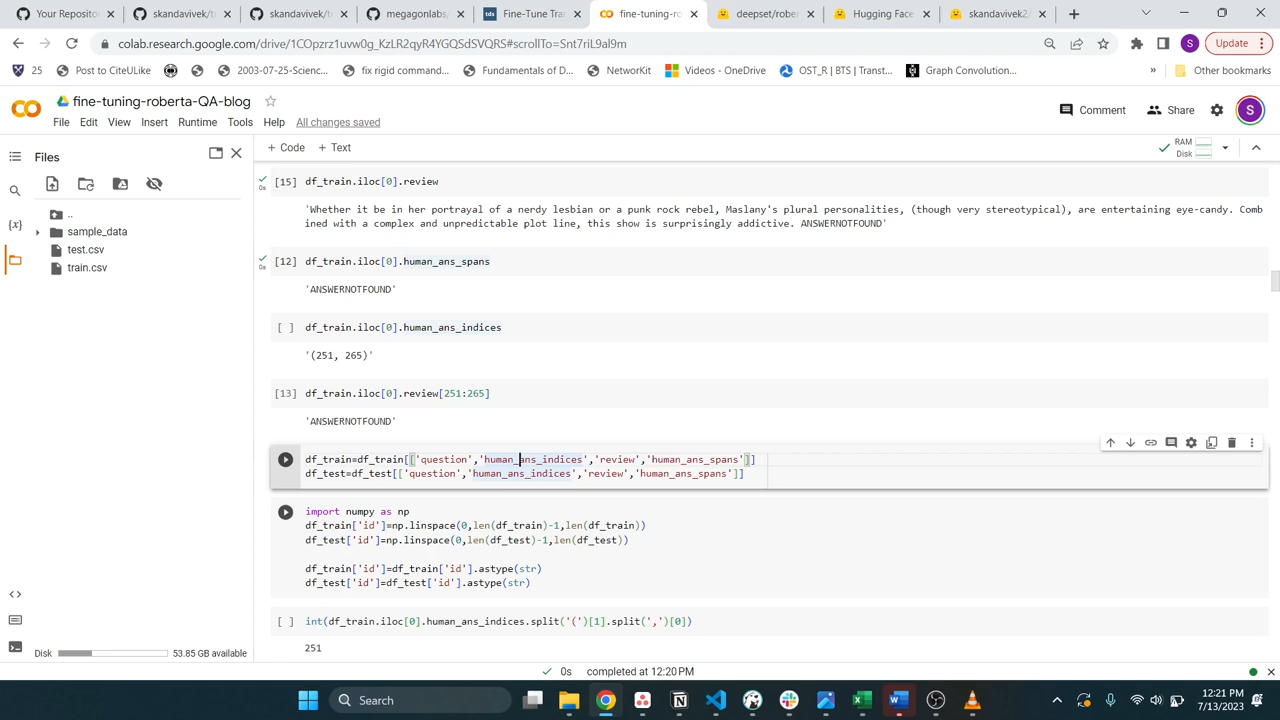 Your Reposito
skandavivek/tr
skandavivek/tr
megagonlabs/
tds
Fine-Tune Tran
fine-tuning-ro
deepset/rober
Hugging Face
skandavivek2/
colab.research.google.com/drive/1COpzrz1uvw0g_KzLR2qyR4YGQSdSYOPS#scrollTo=Snt7riL9al9m
S
Update
25
Post to CiteULike
2003-07-25-Scienc...
fix rigid command...
Fundamentals of D...
NetworKit
Videos - OneDrive
OST_R | BTS | Transt...
Graph Convolution...
»
Other bookmarks
fine-tuning-roberta-QA-blog
File Edit View Insert Runtime Tools Help All changes saved
Comment
Share
S
Files
+ Code + Text
RAM
Disk
..
sample_data
test.csv
train.csv
Disk
53.85 GB available
0s
[15] df_train.iloc[0].review
'Whether it be in her portrayal of a nerdy lesbian or a punk rock rebel, Maslany's plural personalities, (though very stereotypical), are entertaining eye-candy. Comb
ined with a complex and unpredictable plot line, this show is surprisingly addictive. ANSWERNOTFOUND'
0s
[12] df_train.iloc[0].human_ans_spans
'ANSWERNOTFOUND'
[ ] df_train.iloc[0].human_ans_indices
'(251, 265)'
[13] df_train.iloc[0].review[251:265]
'ANSWERNOTFOUND'
df_train=df_train[['question','human_ans_indices','review','human_ans_spans']]
df_test=df_test[['question','human_ans_indices','review','human_ans_spans']]
import numpy as np
df_train['id']=np.linspace(0,len(df_train)-1,len(df_train))
df_test['id']=np.linspace(0,len(df_test)-1,len(df_test))
df_train['id']=df_train['id'].astype(str)
df_test['id']=df_test['id'].astype(str)
[ ] int(df_train.iloc[0].human_ans_indices.split('(')[1].split(',')[0])
251
0s completed at 12:20 PM
Search
12:21 PM
7/13/2023